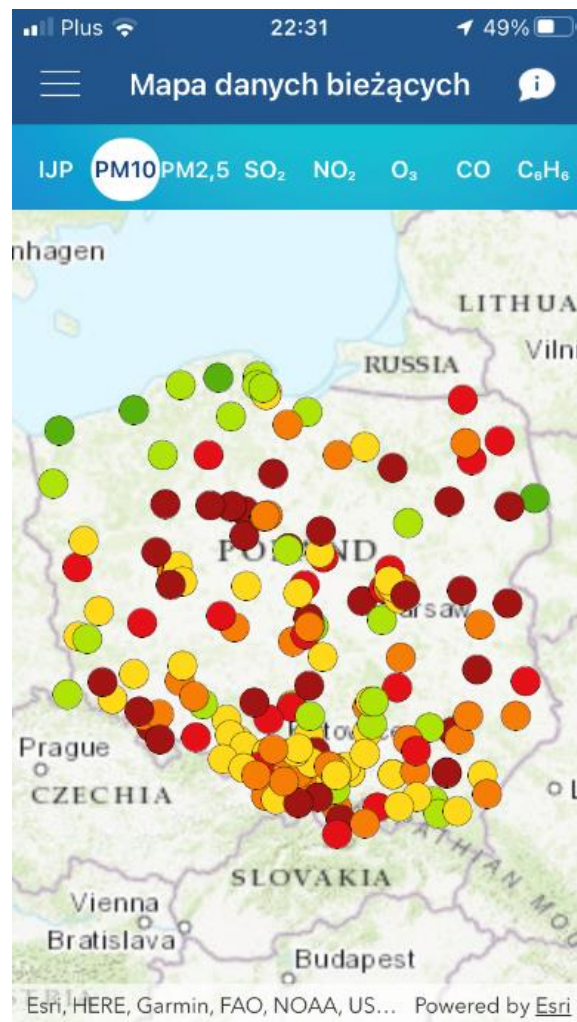 Plus 22:31 49%
Mapa danych bieżących i
IJP PM10 PM2,5 SO₂ NO₂ O₃ CO C₆H₆
nhagen
LITHUA
Vilni
RUSSIA
Prague
CZECHIA
SLOVAKIA
Vienna
Bratislava
Budapest
Esri, HERE, Garmin, FAO, NOAA, US... Powered by Esri